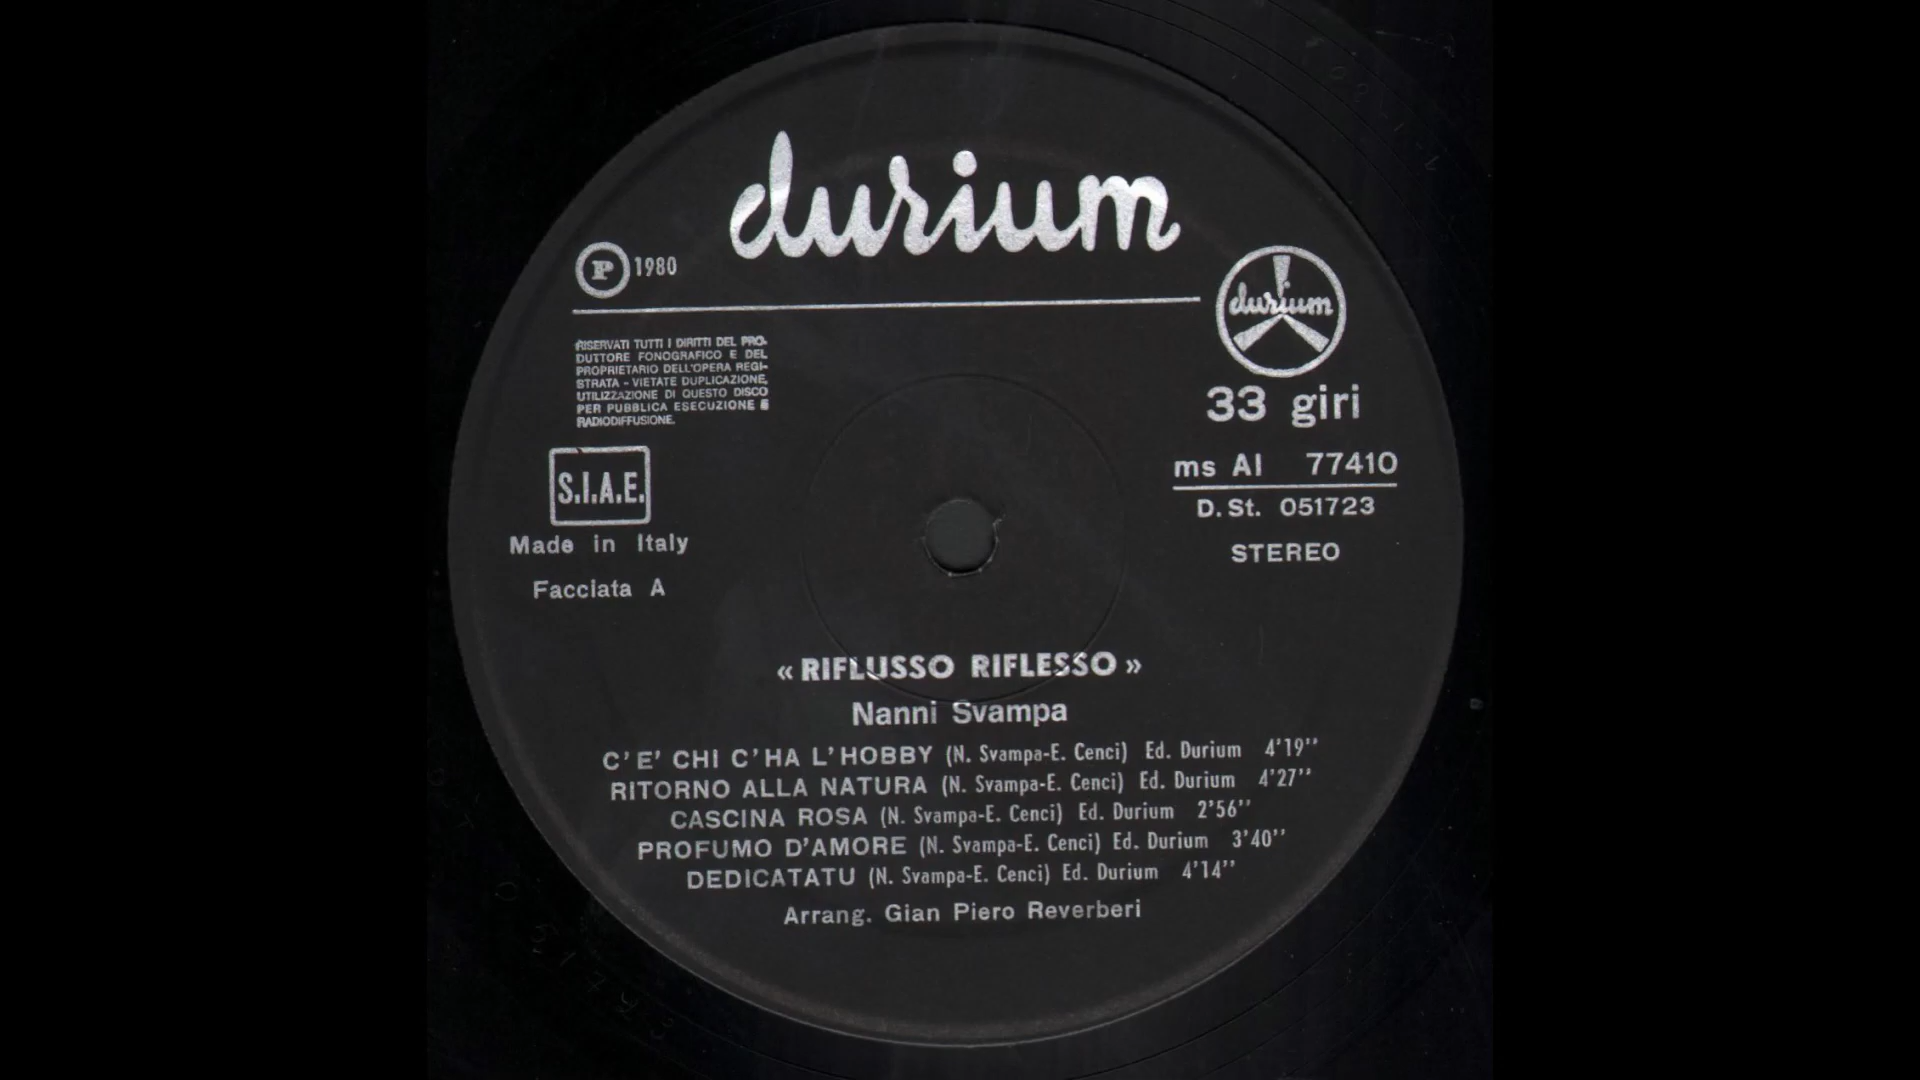 durium
P 1980
durium
RISERVATI TUTTI I DIRITTI DEL PRO-
DUTTORE FONOGRAFICO E DEL
PROPRIETARIO DELL'OPERA REGI-
STRATA - VIETATE DUPLICAZIONE,
UTILIZZAZIONE DI QUESTO DISCO
PER PUBBLICA ESECUZIONE E
RADIODIFFUSIONE.
33 giri
ms AI 77410
D. St. 051723
STEREO
S.I.A.E.
Made in Italy
Facciata A
« RIFLUSSO RIFLESSO »
Nanni Svampa
C'E' CHI C'HA L'HOBBY (N. Svampa-E. Cenci) Ed. Durium 4'19''
RITORNO ALLA NATURA (N. Svampa-E. Cenci) Ed. Durium 4'27''
CASCINA ROSA (N. Svampa-E. Cenci) Ed. Durium 2'56''
PROFUMO D'AMORE (N. Svampa-E. Cenci) Ed. Durium 3'40''
DEDICATATU (N. Svampa-E. Cenci) Ed. Durium 4'14''
Arrang. Gian Piero Reverberi